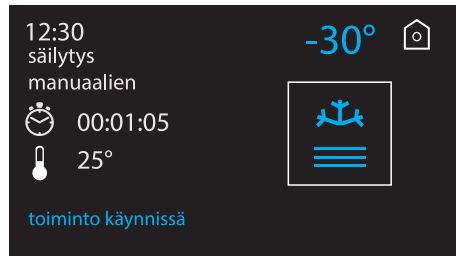 12:30
-30°
säilytys
manuaalien
00:01:05
25°
toiminto käynnissä